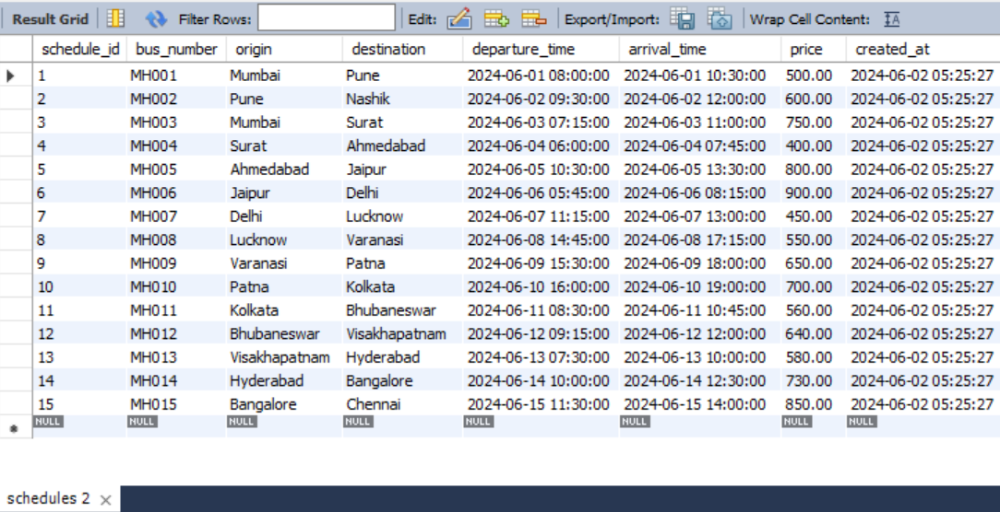 Result Grid Filter Rows: Edit: Export/Import: Wrap Cell Content: IA
schedule_id bus_number origin destination departure_time arrival_time price created_at
1 MH001 Mumbai Pune 2024-06-01 08:00:00 2024-06-01 10:30:00 500.00 2024-06-02 05:25:27
2 MH002 Pune Nashik 2024-06-02 09:30:00 2024-06-02 12:00:00 600.00 2024-06-02 05:25:27
3 MH003 Mumbai Surat 2024-06-03 07:15:00 2024-06-03 11:00:00 750.00 2024-06-02 05:25:27
4 MH004 Surat Ahmedabad 2024-06-04 06:00:00 2024-06-04 07:45:00 400.00 2024-06-02 05:25:27
5 MH005 Ahmedabad Jaipur 2024-06-05 10:30:00 2024-06-05 13:30:00 800.00 2024-06-02 05:25:27
6 MH006 Jaipur Delhi 2024-06-06 05:45:00 2024-06-06 08:15:00 900.00 2024-06-02 05:25:27
7 MH007 Delhi Lucknow 2024-06-07 11:15:00 2024-06-07 13:00:00 450.00 2024-06-02 05:25:27
8 MH008 Lucknow Varanasi 2024-06-08 14:45:00 2024-06-08 17:15:00 550.00 2024-06-02 05:25:27
9 MH009 Varanasi Patna 2024-06-09 15:30:00 2024-06-09 18:00:00 650.00 2024-06-02 05:25:27
10 MH010 Patna Kolkata 2024-06-10 16:00:00 2024-06-10 19:00:00 700.00 2024-06-02 05:25:27
11 MH011 Kolkata Bhubaneswar 2024-06-11 08:30:00 2024-06-11 10:45:00 560.00 2024-06-02 05:25:27
12 MH012 Bhubaneswar Visakhapatnam 2024-06-12 09:15:00 2024-06-12 12:00:00 640.00 2024-06-02 05:25:27
13 MH013 Visakhapatnam Hyderabad 2024-06-13 07:30:00 2024-06-13 10:00:00 580.00 2024-06-02 05:25:27
14 MH014 Hyderabad Bangalore 2024-06-14 10:00:00 2024-06-14 12:30:00 730.00 2024-06-02 05:25:27
15 MH015 Bangalore Chennai 2024-06-15 11:30:00 2024-06-15 14:00:00 850.00 2024-06-02 05:25:27
NULL NULL NULL NULL NULL NULL NULL NULL
schedules 2